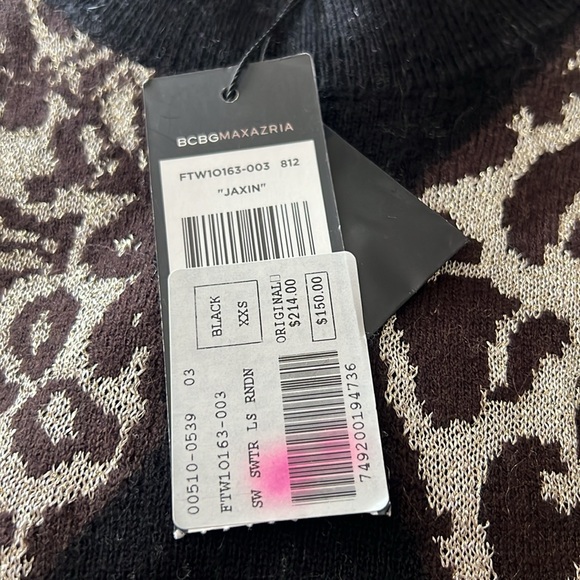 BCBGMAXAZRIA
FTW1O163-003 812
"JAXIN"
BLACK
XXS
ORIGINAL
$214.00
$150.00
00510-0539 03
FTW1O163-003
SW SWTR LS RNDN
749200194736